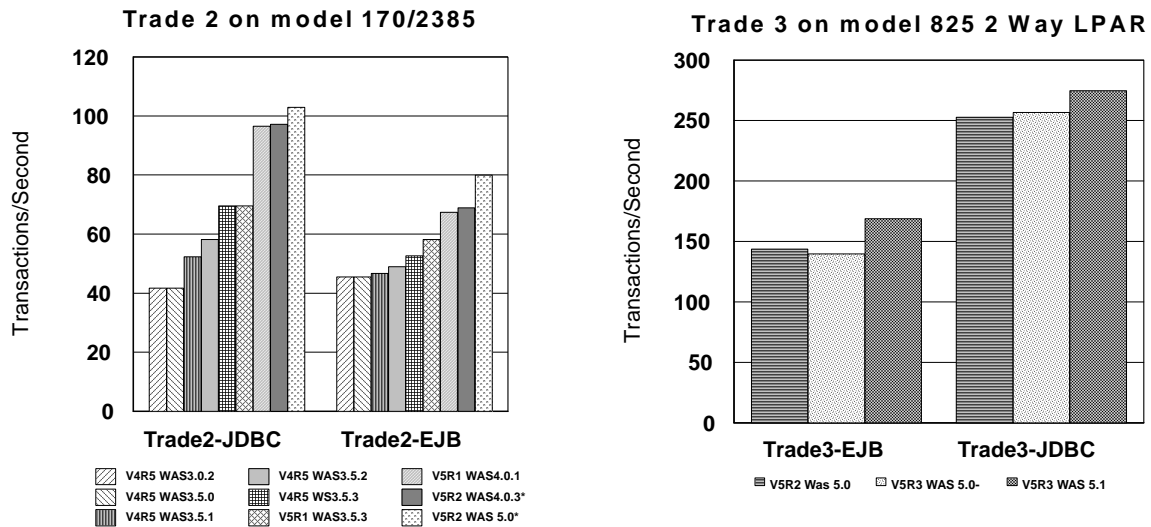 Trade 2 on model 170/2385
Transactions/Second
120
100
80
60
40
20
0
Trade2-JDBC Trade2-EJB
V4R5 WAS3.0.2 V4R5 WAS3.5.2 V5R1 WAS4.0.1
V4R5 WAS3.5.0 V4R5 WS3.5.3 V5R2 WAS4.0.3*
V4R5 WAS3.5.1 V5R1 WAS3.5.3 V5R2 WAS 5.0*
Trade 3 on model 825 2 Way LPAR
Transactions/Second
300
250
200
150
100
50
0
Trade3-EJB Trade3-JDBC
V5R2 Was 5.0 V5R3 WAS 5.0- V5R3 WAS 5.1